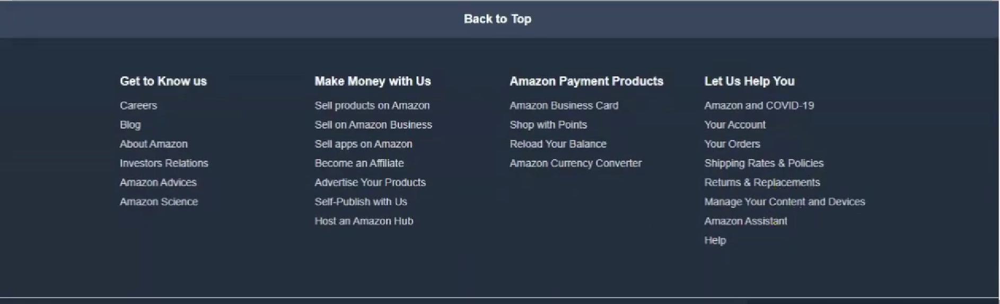 Back to Top
Get to Know us
Careers
Blog
About Amazon
Investors Relations
Amazon Advices
Amazon Science
Make Money with Us
Sell products on Amazon
Sell on Amazon Business
Sell apps on Amazon
Become an Affiliate
Advertise Your Products
Self-Publish with Us
Host an Amazon Hub
Amazon Payment Products
Amazon Business Card
Shop with Points
Reload Your Balance
Amazon Currency Converter
Let Us Help You
Amazon and COVID-19
Your Account
Your Orders
Shipping Rates & Policies
Returns & Replacements
Manage Your Content and Devices
Amazon Assistant
Help